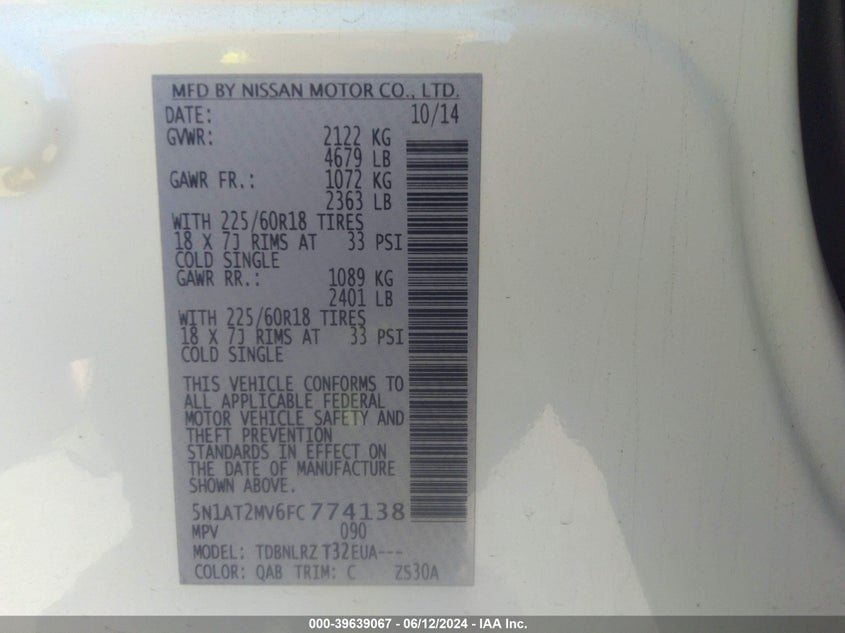 MFD BY NISSAN MOTOR CO., LTD.
DATE: 10/14
GVWR: 2122 KG
4679 LB
GAWR FR.: 1072 KG
2363 LB
WITH 225/60R18 TIRES
18 X 7J RIMS AT 33 PSI
COLD SINGLE
GAWR RR.: 1089 KG
2401 LB
WITH 225/60R18 TIRES
18 X 7J RIMS AT 33 PSI
COLD SINGLE
THIS VEHICLE CONFORMS TO
ALL APPLICABLE FEDERAL
MOTOR VEHICLE SAFETY AND
THEFT PREVENTION
STANDARDS IN EFFECT ON
THE DATE OF MANUFACTURE
SHOWN ABOVE.
5N1AT2MV6FC774138
MPV 090
MODEL: TDBNLRZ T32EUA---
COLOR: QAB TRIM: C ZS30A
000-39639067 - 06/12/2024 - IAA Inc.